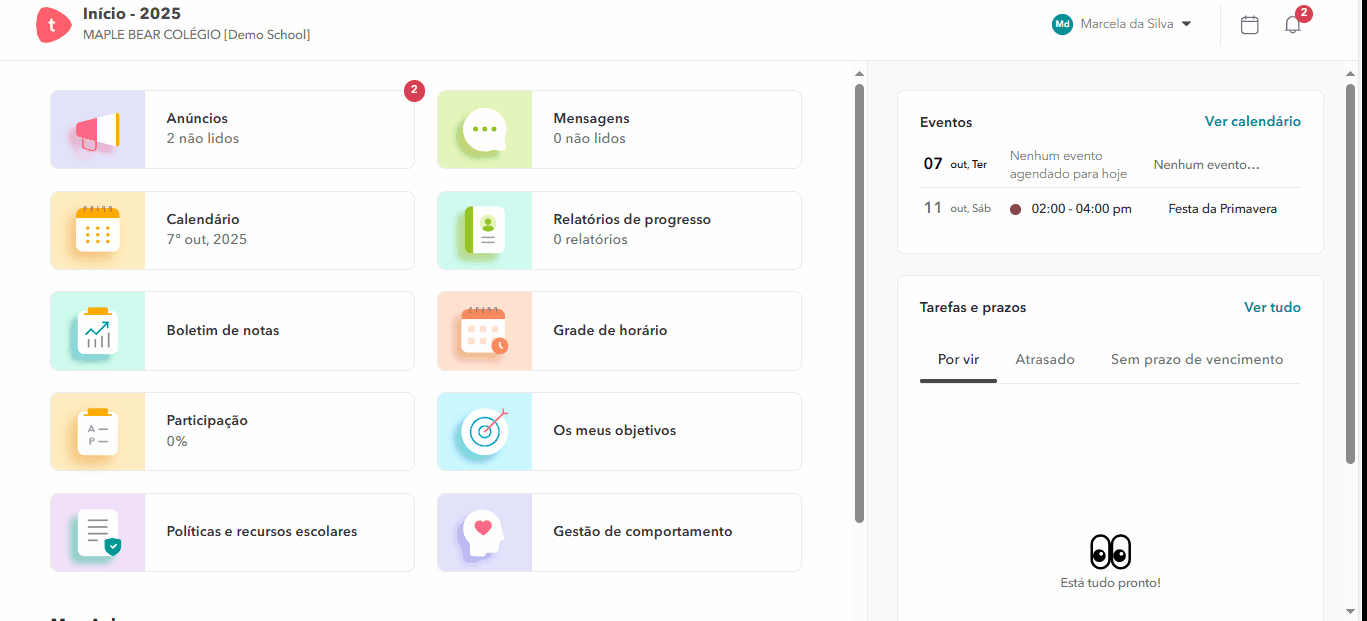 t
Início - 2025
MAPLE BEAR COLÉGIO [Demo School]
Md
Marcela da Silva
2
2
Anúncios
2 não lidos
Mensagens
0 não lidos
Calendário
7º out, 2025
Relatórios de progresso
0 relatórios
Boletim de notas
Grade de horário
A
P
Participação
0%
Os meus objetivos
Políticas e recursos escolares
Gestão de comportamento
Eventos
Ver calendário
07 out, Ter
Nenhum evento
agendado para hoje
Nenhum evento...
11 out, Sáb
02:00 - 04:00 pm
Festa da Primavera
Tarefas e prazos
Ver tudo
Por vir
Atrasado
Sem prazo de vencimento
Está tudo pronto!